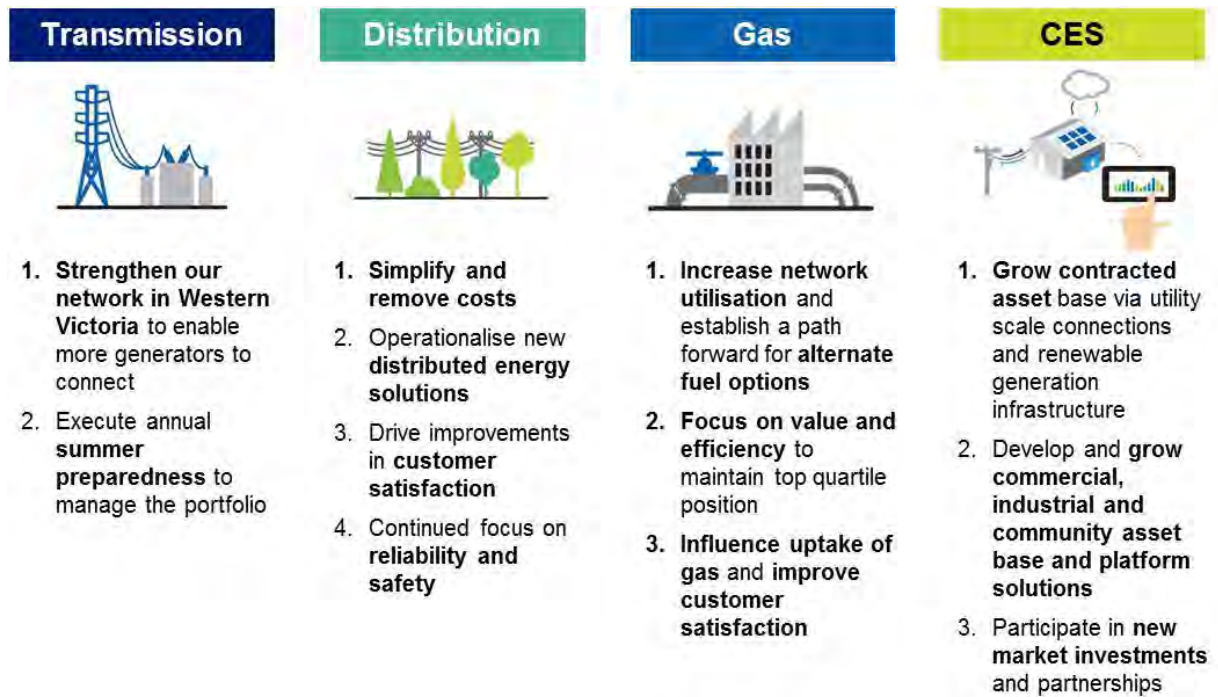 Transmission
1. Strengthen our
network in Western
Victoria to enable
more generators to
connect
2. Execute annual
summer
preparedness to
manage the portfolio
Distribution
1. Simplify and
remove costs
2. Operationalise new
distributed energy
solutions
3. Drive improvements
in customer
satisfaction
4. Continued focus on
reliability and
safety
Gas
1. Increase network
utilisation and
establish a path
forward for alternate
fuel options
2. Focus on value and
efficiency to
maintain top quartile
position
3. Influence uptake of
gas and improve
customer
satisfaction
CES
1. Grow contracted
asset base via utility
scale connections
and renewable
generation
infrastructure
2. Develop and grow
commercial,
industrial and
community asset
base and platform
solutions
3. Participate in new
market investments
and partnerships